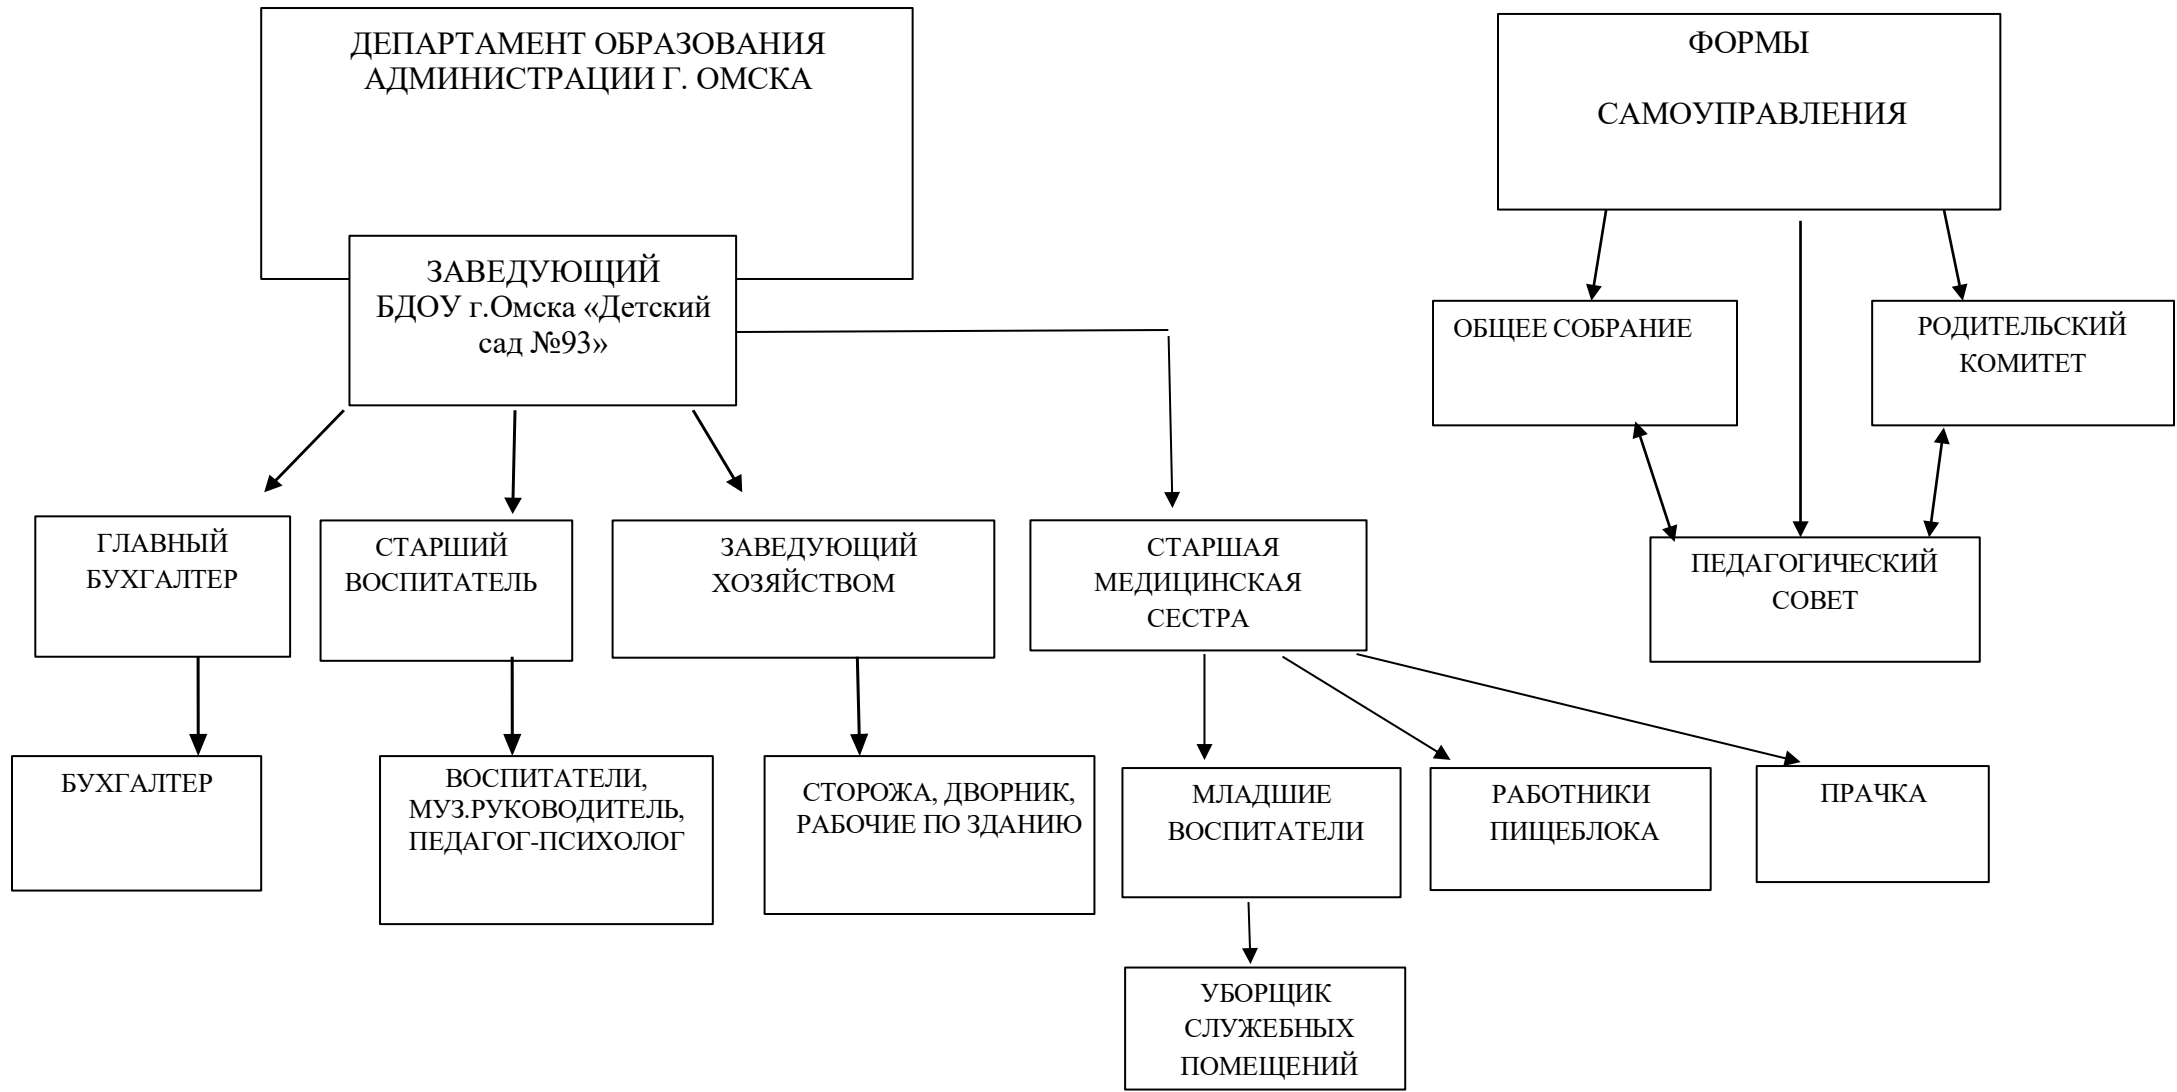 ДЕПАРТАМЕНТ ОБРАЗОВАНИЯ
АДМИНИСТРАЦИИ Г. ОМСКА
ЗАВЕДУЮЩИЙ
БДОУ г.Омска «Детский
сад №93»
ФОРМЫ
САМОУПРАВЛЕНИЯ
ОБЩЕЕ СОБРАНИЕ
РОДИТЕЛЬСКИЙ
КОМИТЕТ
ПЕДАГОГИЧЕСКИЙ
СОВЕТ
ГЛАВНЫЙ
БУХГАЛТЕР
СТАРШИЙ
ВОСПИТАТЕЛЬ
ЗАВЕДУЮЩИЙ
ХОЗЯЙСТВОМ
СТАРШАЯ
МЕДИЦИНСКАЯ
СЕСТРА
БУХГАЛТЕР
ВОСПИТАТЕЛИ,
МУЗ.РУКОВОДИТЕЛЬ,
ПЕДАГОГ-ПСИХОЛОГ
СТОРОЖА, ДВОРНИК,
РАБОЧИЕ ПО ЗДАНИЮ
МЛАДШИЕ
ВОСПИТАТЕЛИ
РАБОТНИКИ
ПИЩЕБЛОКА
ПРАЧКА
УБОРЩИК
СЛУЖЕБНЫХ
ПОМЕЩЕНИЙ